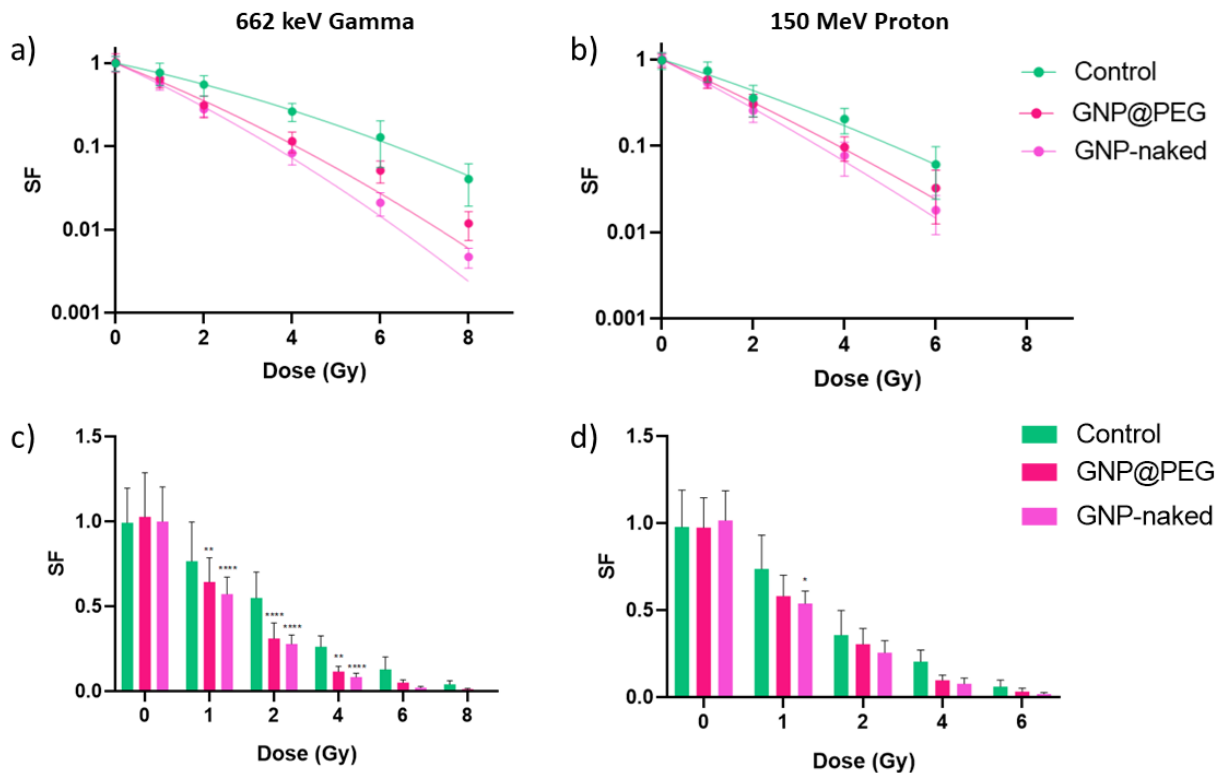 662 keV Gamma
150 MeV Proton
a)
1
0.1
0.01
0.001
SF
0 2 4 6 8
Dose (Gy)
b)
1
0.1
0.01
0.001
SF
0 2 4 6 8
Dose (Gy)
Control
GNP@PEG
GNP-naked
c)
1.5
1.0
0.5
0.0
SF
** ****
**** ****
** ****
0 1 2 4 6 8
Dose (Gy)
d)
1.5
1.0
0.5
0.0
SF
*
0 1 2 4 6
Dose (Gy)
Control
GNP@PEG
GNP-naked